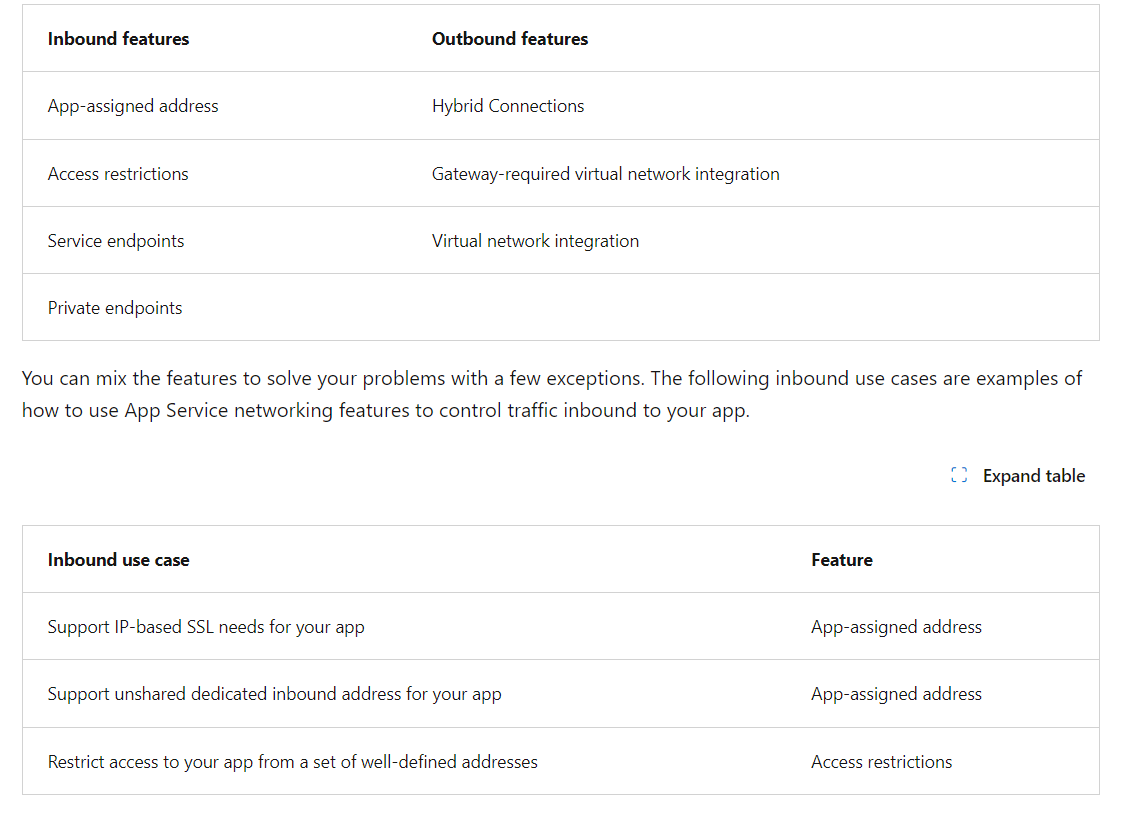 Inbound features Outbound features
App-assigned address Hybrid Connections
Access restrictions Gateway-required virtual network integration
Service endpoints Virtual network integration
Private endpoints
You can mix the features to solve your problems with a few exceptions. The following inbound use cases are examples of
how to use App Service networking features to control traffic inbound to your app.
Expand table
Inbound use case Feature
Support IP-based SSL needs for your app App-assigned address
Support unshared dedicated inbound address for your app App-assigned address
Restrict access to your app from a set of well-defined addresses Access restrictions